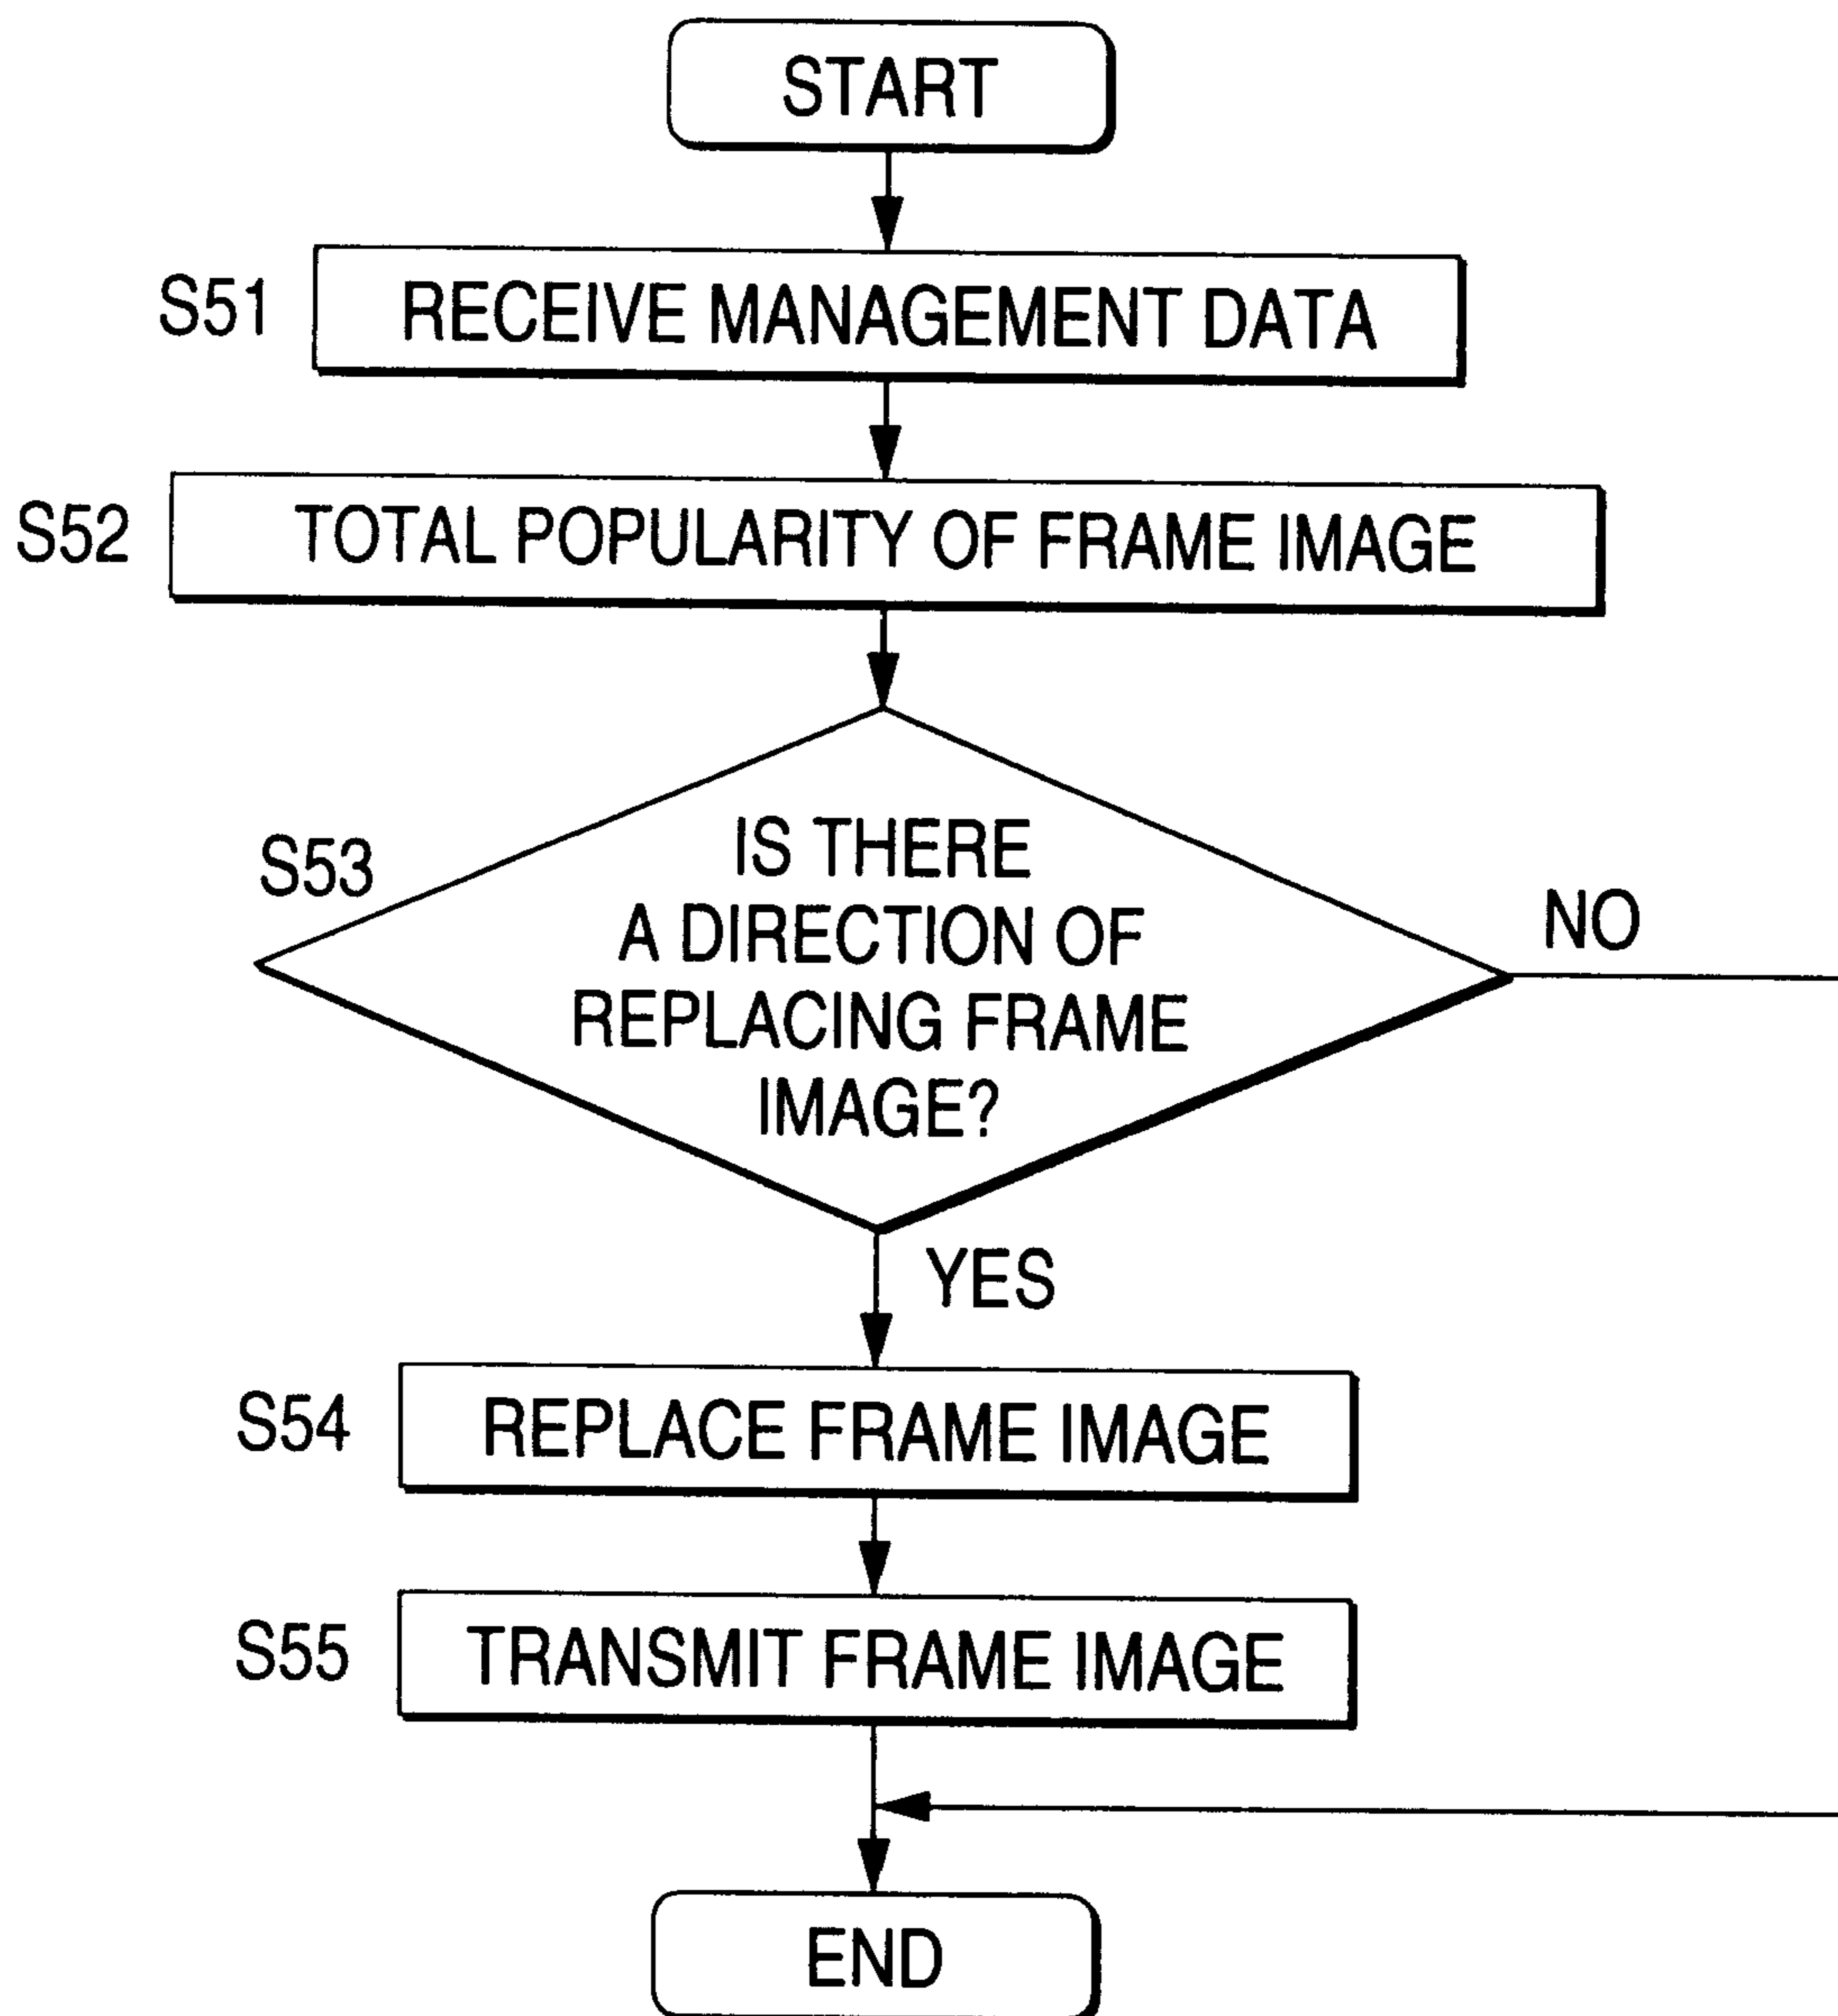 START
S51
RECEIVE MANAGEMENT DATA
S52
TOTAL POPULARITY OF FRAME IMAGE
S53
IS THERE
A DIRECTION OF
REPLACING FRAME
IMAGE?
NO
YES
S54
REPLACE FRAME IMAGE
S55
TRANSMIT FRAME IMAGE
END